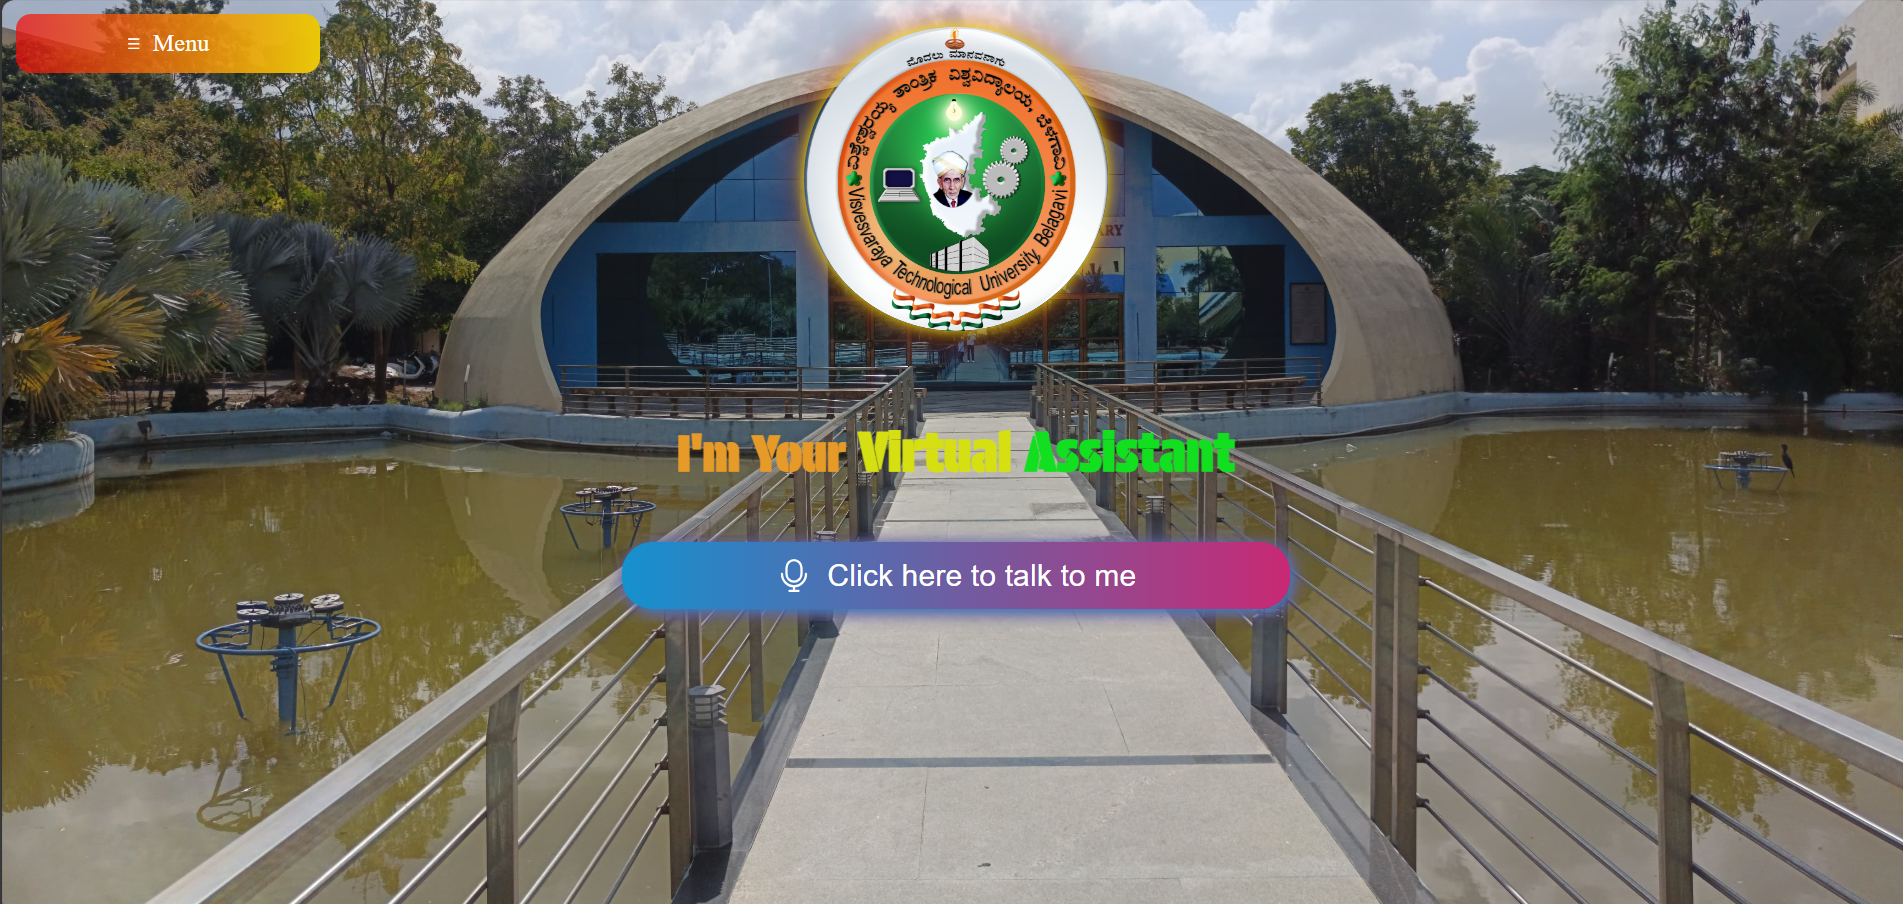 ≡ Menu
ಮೊದಲು ಮಾನವನಾಗು
ವಿಶ್ವೇಶ್ವರಯ್ಯ ತಾಂತ್ರಿಕ ವಿಶ್ವವಿದ್ಯಾಲಯ, ಬೆಳಗಾವಿ
Visvesvaraya Technological University, Belagavi
I'm Your Virtual Assistant
Click here to talk to me